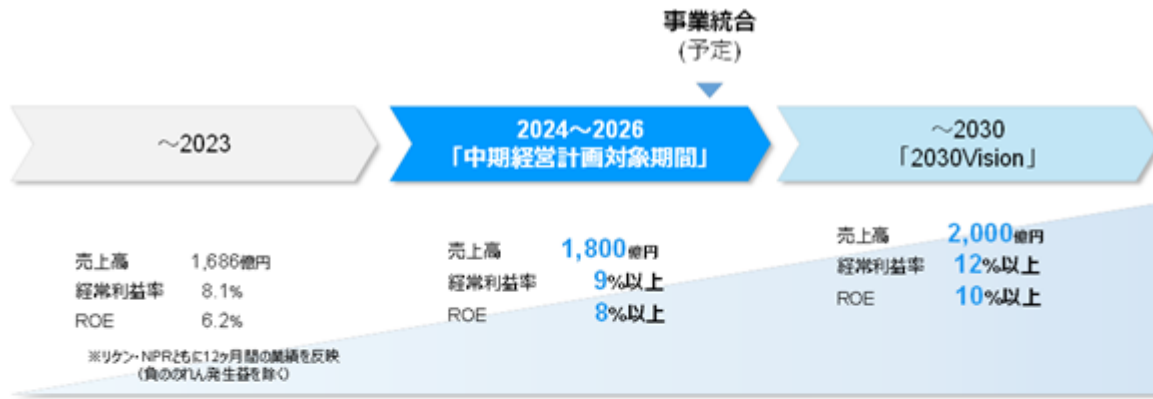 事業統合
(予定)
～2023
2024～2026
「中期経営計画対象期間」
～2030
「2030Vision」
売上高 1,686億円
経常利益率 8.1%
ROE 6.2%
※リケン・NPRともに12ヶ月間の業績を反映
(負ののれん発生益を除く)
売上高 1,800億円
経常利益率 9%以上
ROE 8%以上
売上高 2,000億円
経常利益率 12%以上
ROE 10%以上